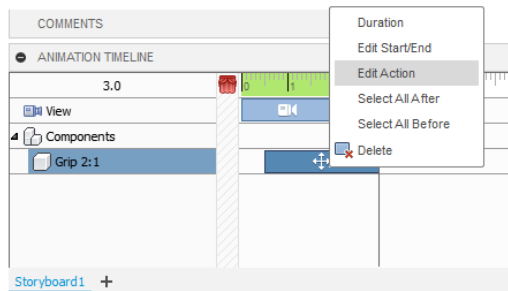 COMMENTS
ANIMATION TIMELINE
3.0
0 1
View
Components
Grip 2:1
Duration
Edit Start/End
Edit Action
Select All After
Select All Before
Delete
Storyboard1 +